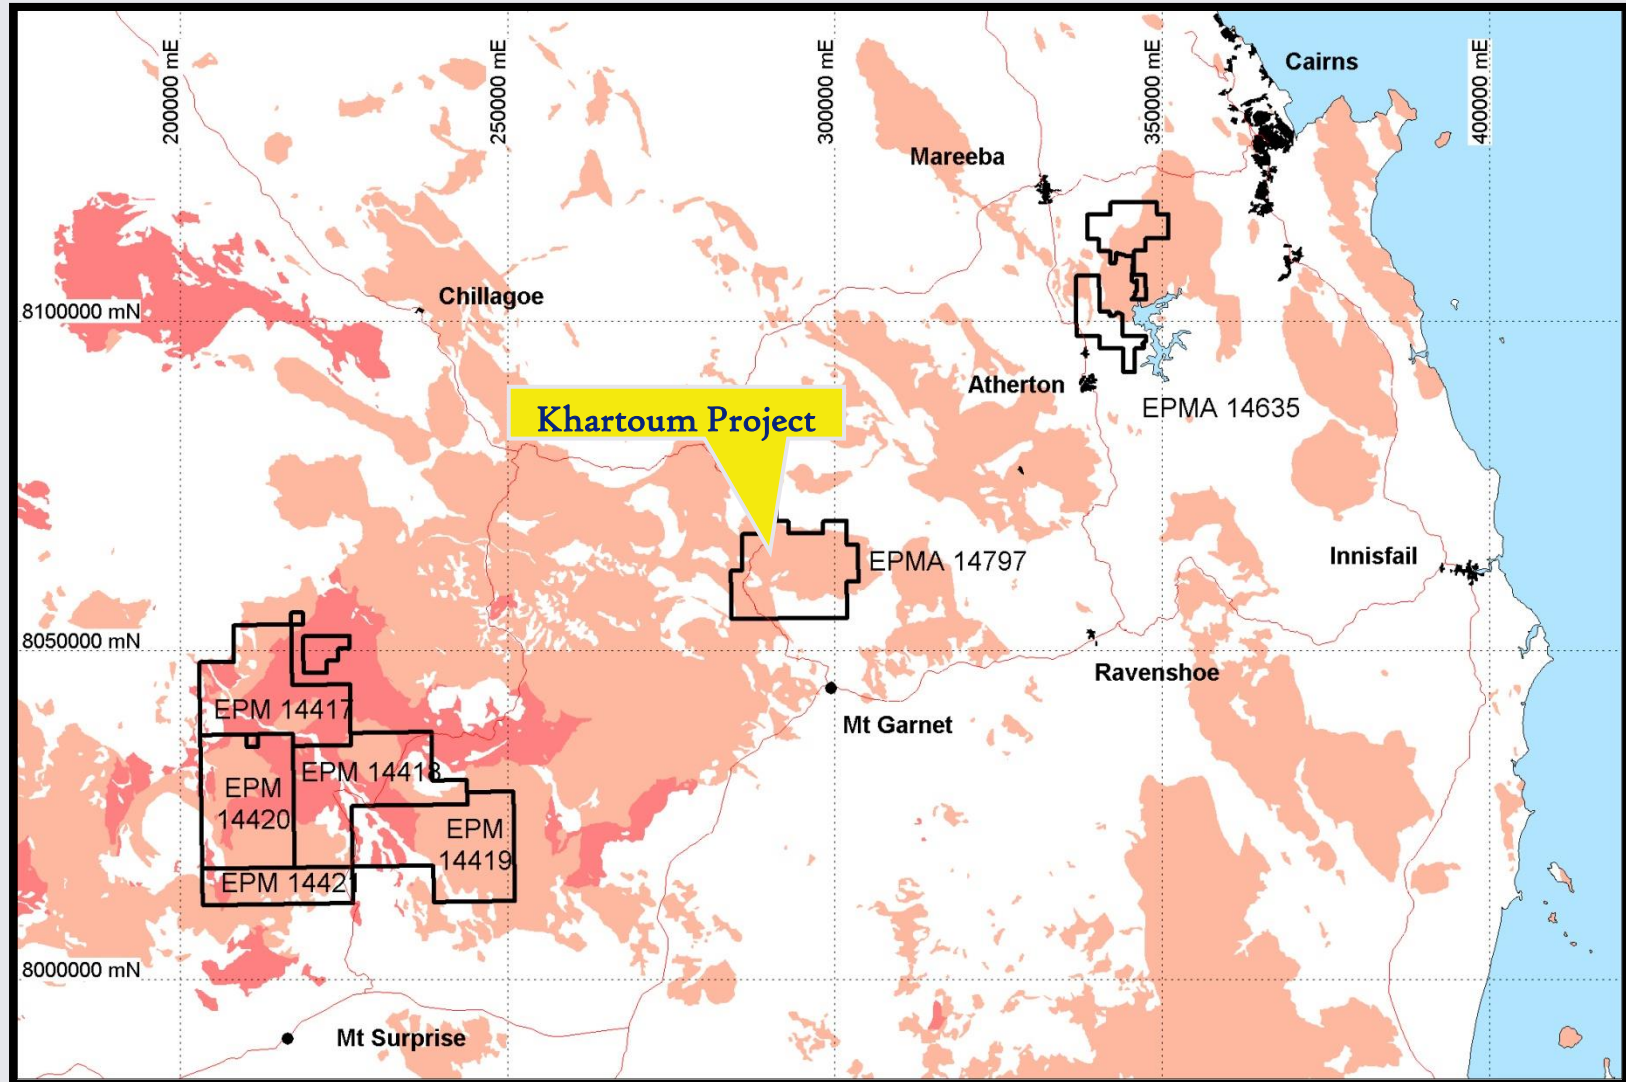 200000 mE
250000 mE
300000 mE
350000 mE
400000 mE
Cairns
Mareeba
Chillagoe
8100000 mN
Atherton
EPMA 14635
Khartoum Project
EPMA 14797
Innisfail
8050000 mN
Ravenshoe
EPM 14417
Mt Garnet
EPM 14418
EPM
14420
EPM
14419
EPM 14421
8000000 mN
Mt Surprise